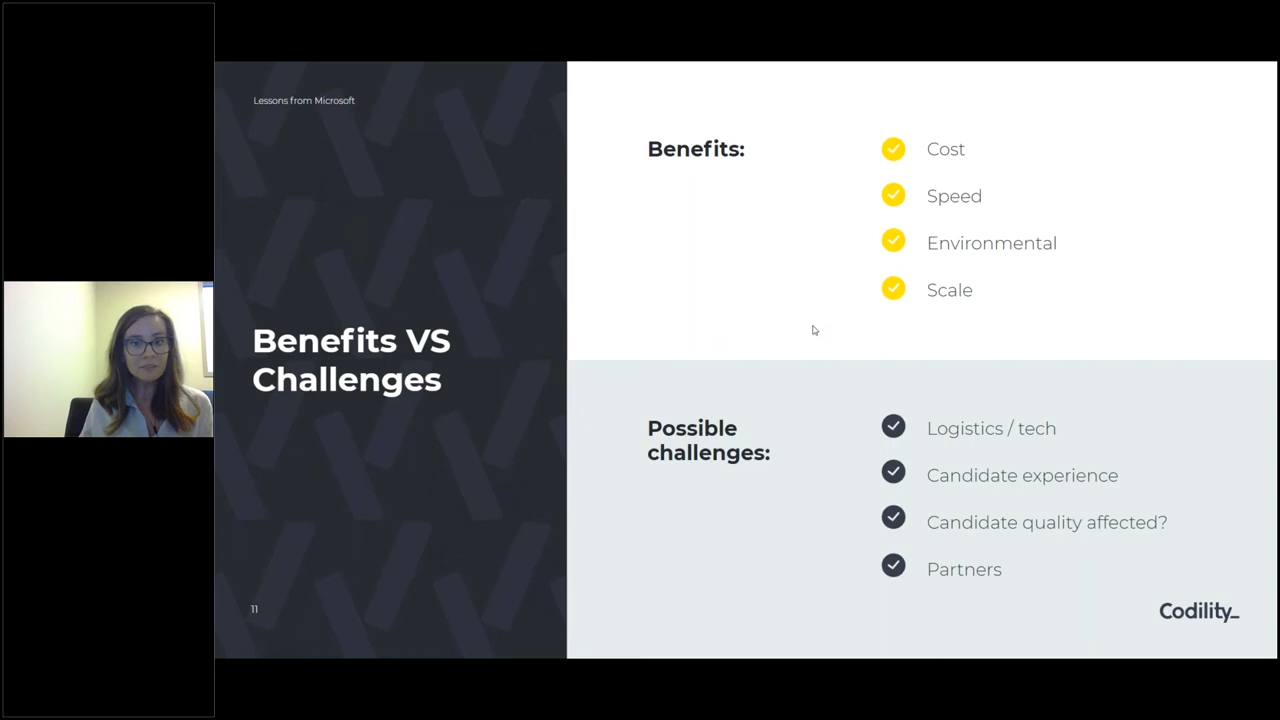 Lessons from Microsoft
Benefits VS
Challenges
11
Benefits:
Cost
Speed
Environmental
Scale
Possible
challenges:
Logistics / tech
Candidate experience
Candidate quality affected?
Partners
Codility_